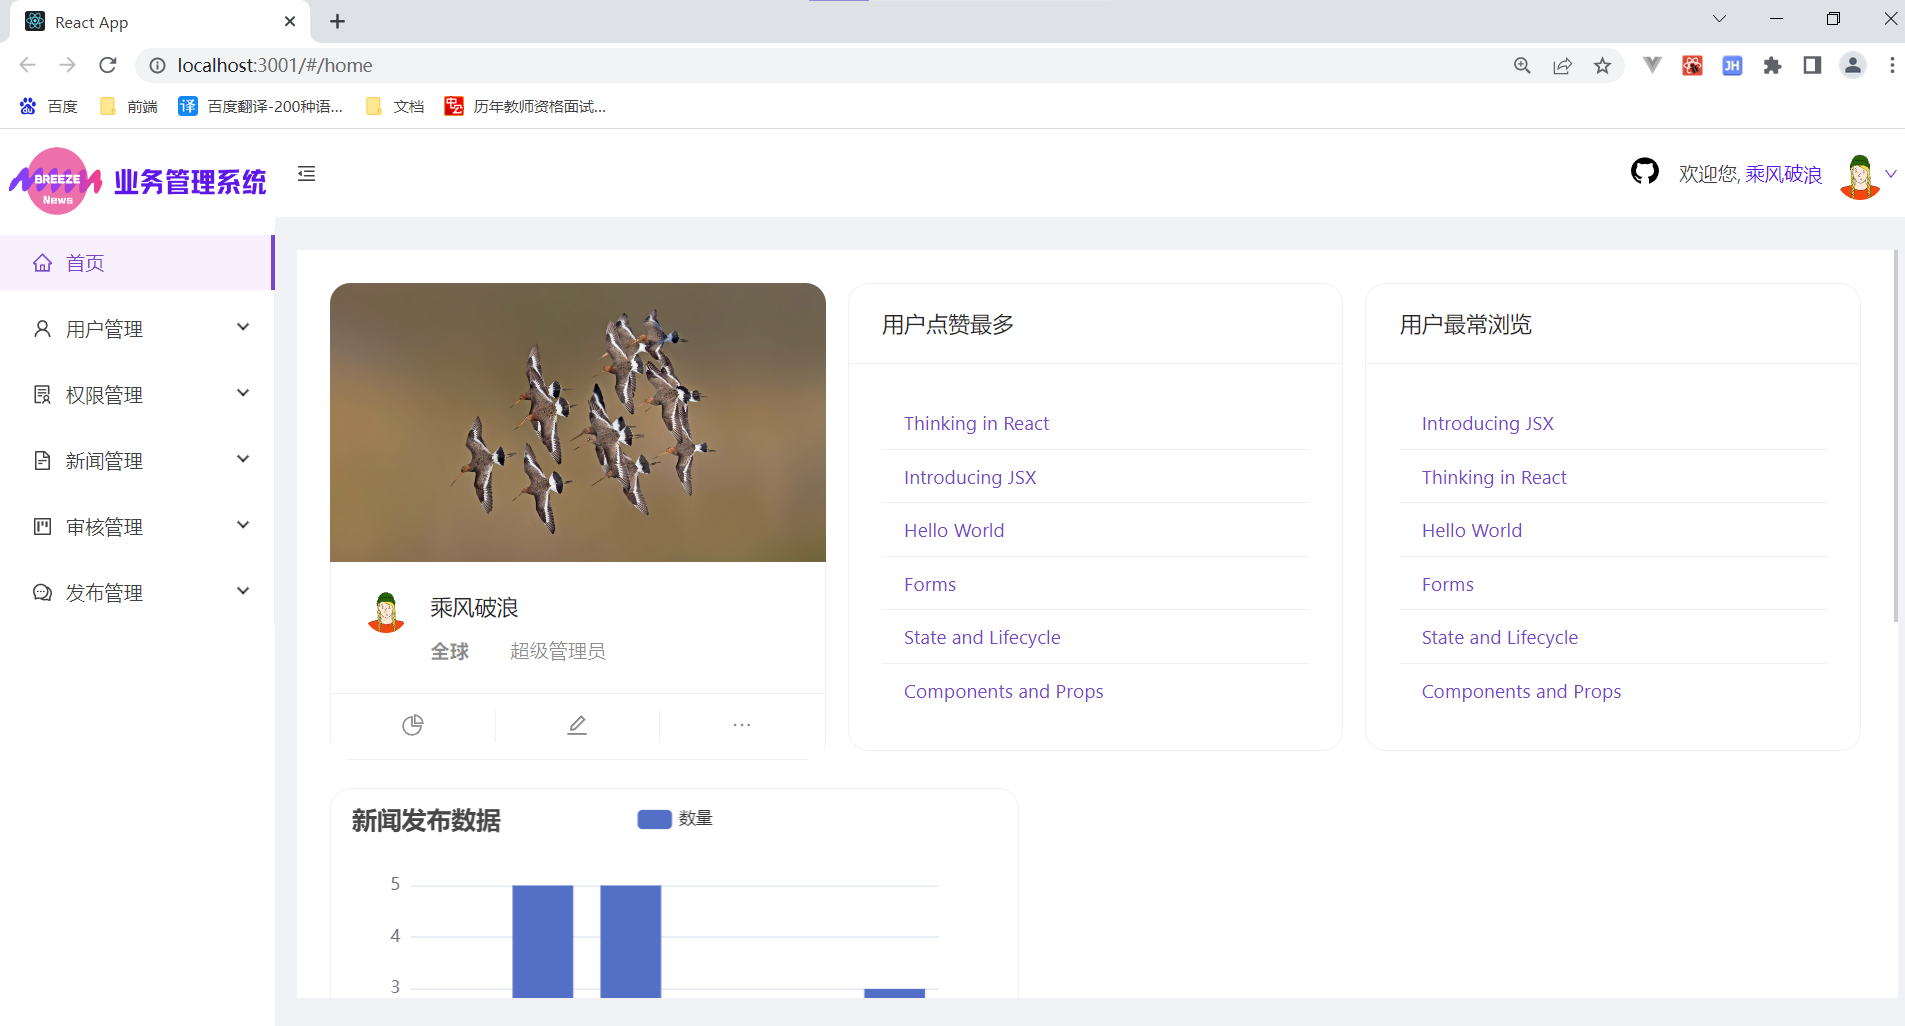 React App
localhost:3001/#/home
JH
百度
前端
译 百度翻译-200种语...
文档
历年教师资格面试...
BREEZE
News
业务管理系统
欢迎您, 乘风破浪
首页
用户管理
权限管理
新闻管理
审核管理
发布管理
乘风破浪
全球 超级管理员
用户点赞最多
Thinking in React
Introducing JSX
Hello World
Forms
State and Lifecycle
Components and Props
用户最常浏览
Introducing JSX
Thinking in React
Hello World
Forms
State and Lifecycle
Components and Props
新闻发布数据
数量
5
4
3